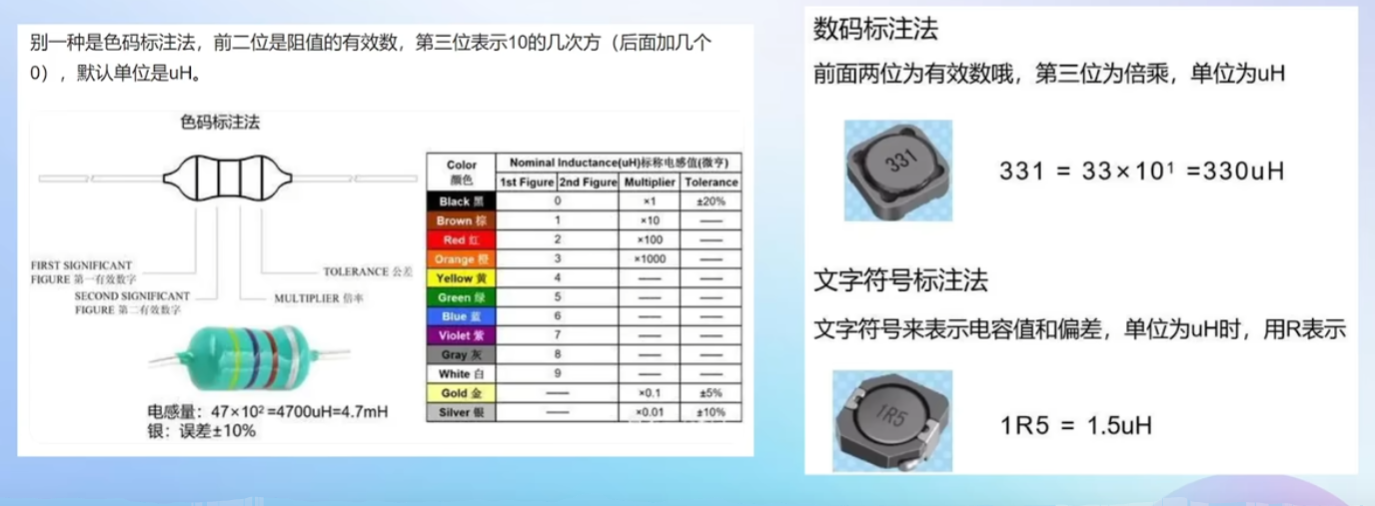 别一种是色码标注法，前二位是阻值的有效数，第三位表示10的几次方（后面加几个
0），默认单位是uH。
色码标注法
FIRST SIGNIFICANT
FIGURE 第一有效数字
SECOND SIGNIFICANT
FIGURE 第二有效数字
TOLERANCE 公差
MULTIPLIER 倍率
电感量：47×10²=4700uH=4.7mH
银：误差±10%
Color 颜色 Nominal Inductance(uH)标称电感值(微亨)
1st Figure 2nd Figure Multiplier Tolerance
Black 黑 0 ×1 ±20%
Brown 棕 1 ×10 ——
Red 红 2 ×100 ——
Orange 橙 3 ×1000 ——
Yellow 黄 4 —— ——
Green 绿 5 —— ——
Blue 蓝 6 —— ——
Violet 紫 7 —— ——
Gray 灰 8 —— ——
White 白 9 —— ——
Gold 金 —— ×0.1 ±5%
Silver 银 —— ×0.01 ±10%
数码标注法
前面两位为有效数哦，第三位为倍乘，单位为uH
331
331 = 33×10¹ =330uH
文字符号标注法
文字符号来表示电容值和偏差，单位为uH时，用R表示
1R5
1R5 = 1.5uH